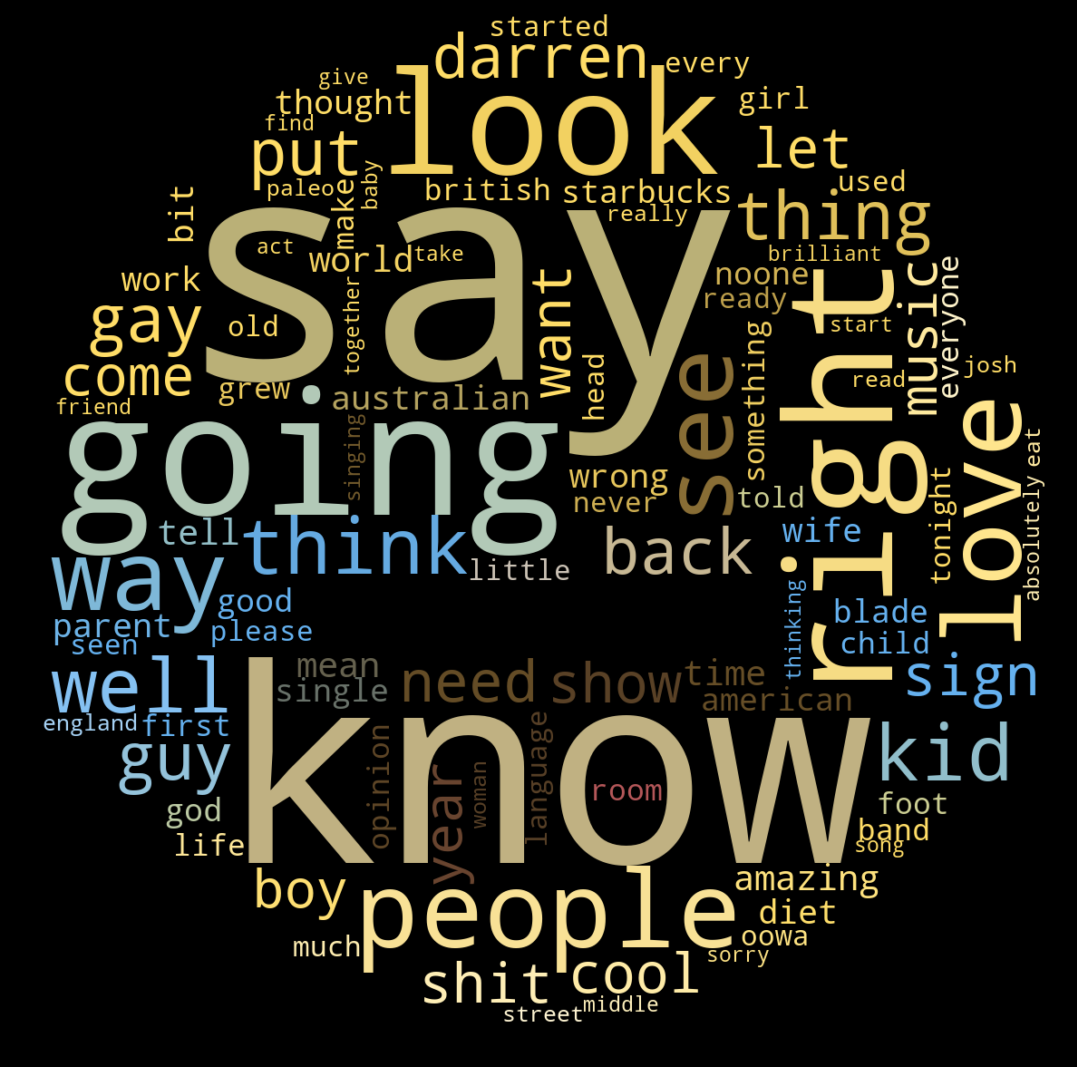 started
darren
every
give
look
thought
girl
find
put
let
baby
paleo
british
starbucks
used
bit
make
really
thing
say
act
world
take
brilliant
work
want
noone
music
everyone
right
gay
old
together
ready
start
something
see
head
josh
come
grew
read
friend
australian
going
singing
love
absolutely eat
wrong
never
told
tonight
tell
think
little
back
wife
way
good
thinking
blade
parent
please
child
seen
well
mean
single
need
show
time
american
sign
england
first
know
guy
opinion
year
woman
language
room
kid
foot
god
life
band
song
boy
people
amazing
diet
much
oowa
sorry
shit
cool
middle
street